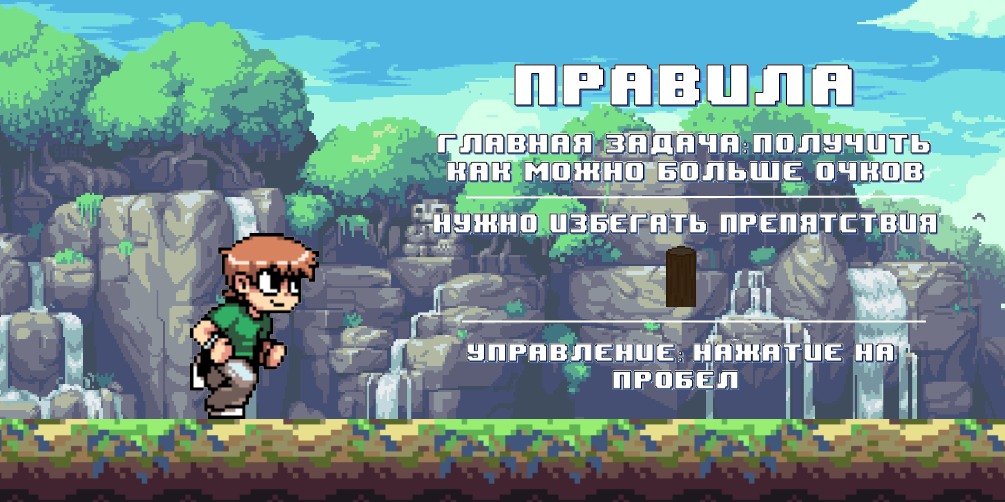 ПРАВИЛА
ГЛАВНАЯ ЗАДАЧА:ПОЛУЧИТЬ
КАК МОЖНО БОЛЬШЕ ОЧКОВ
НУЖНО ИЗБЕГАТЬ ПРЕПЯТСТВИЯ
УПРАВЛЕНИЕ: НАЖАТИЕ НА
ПРОБЕЛ